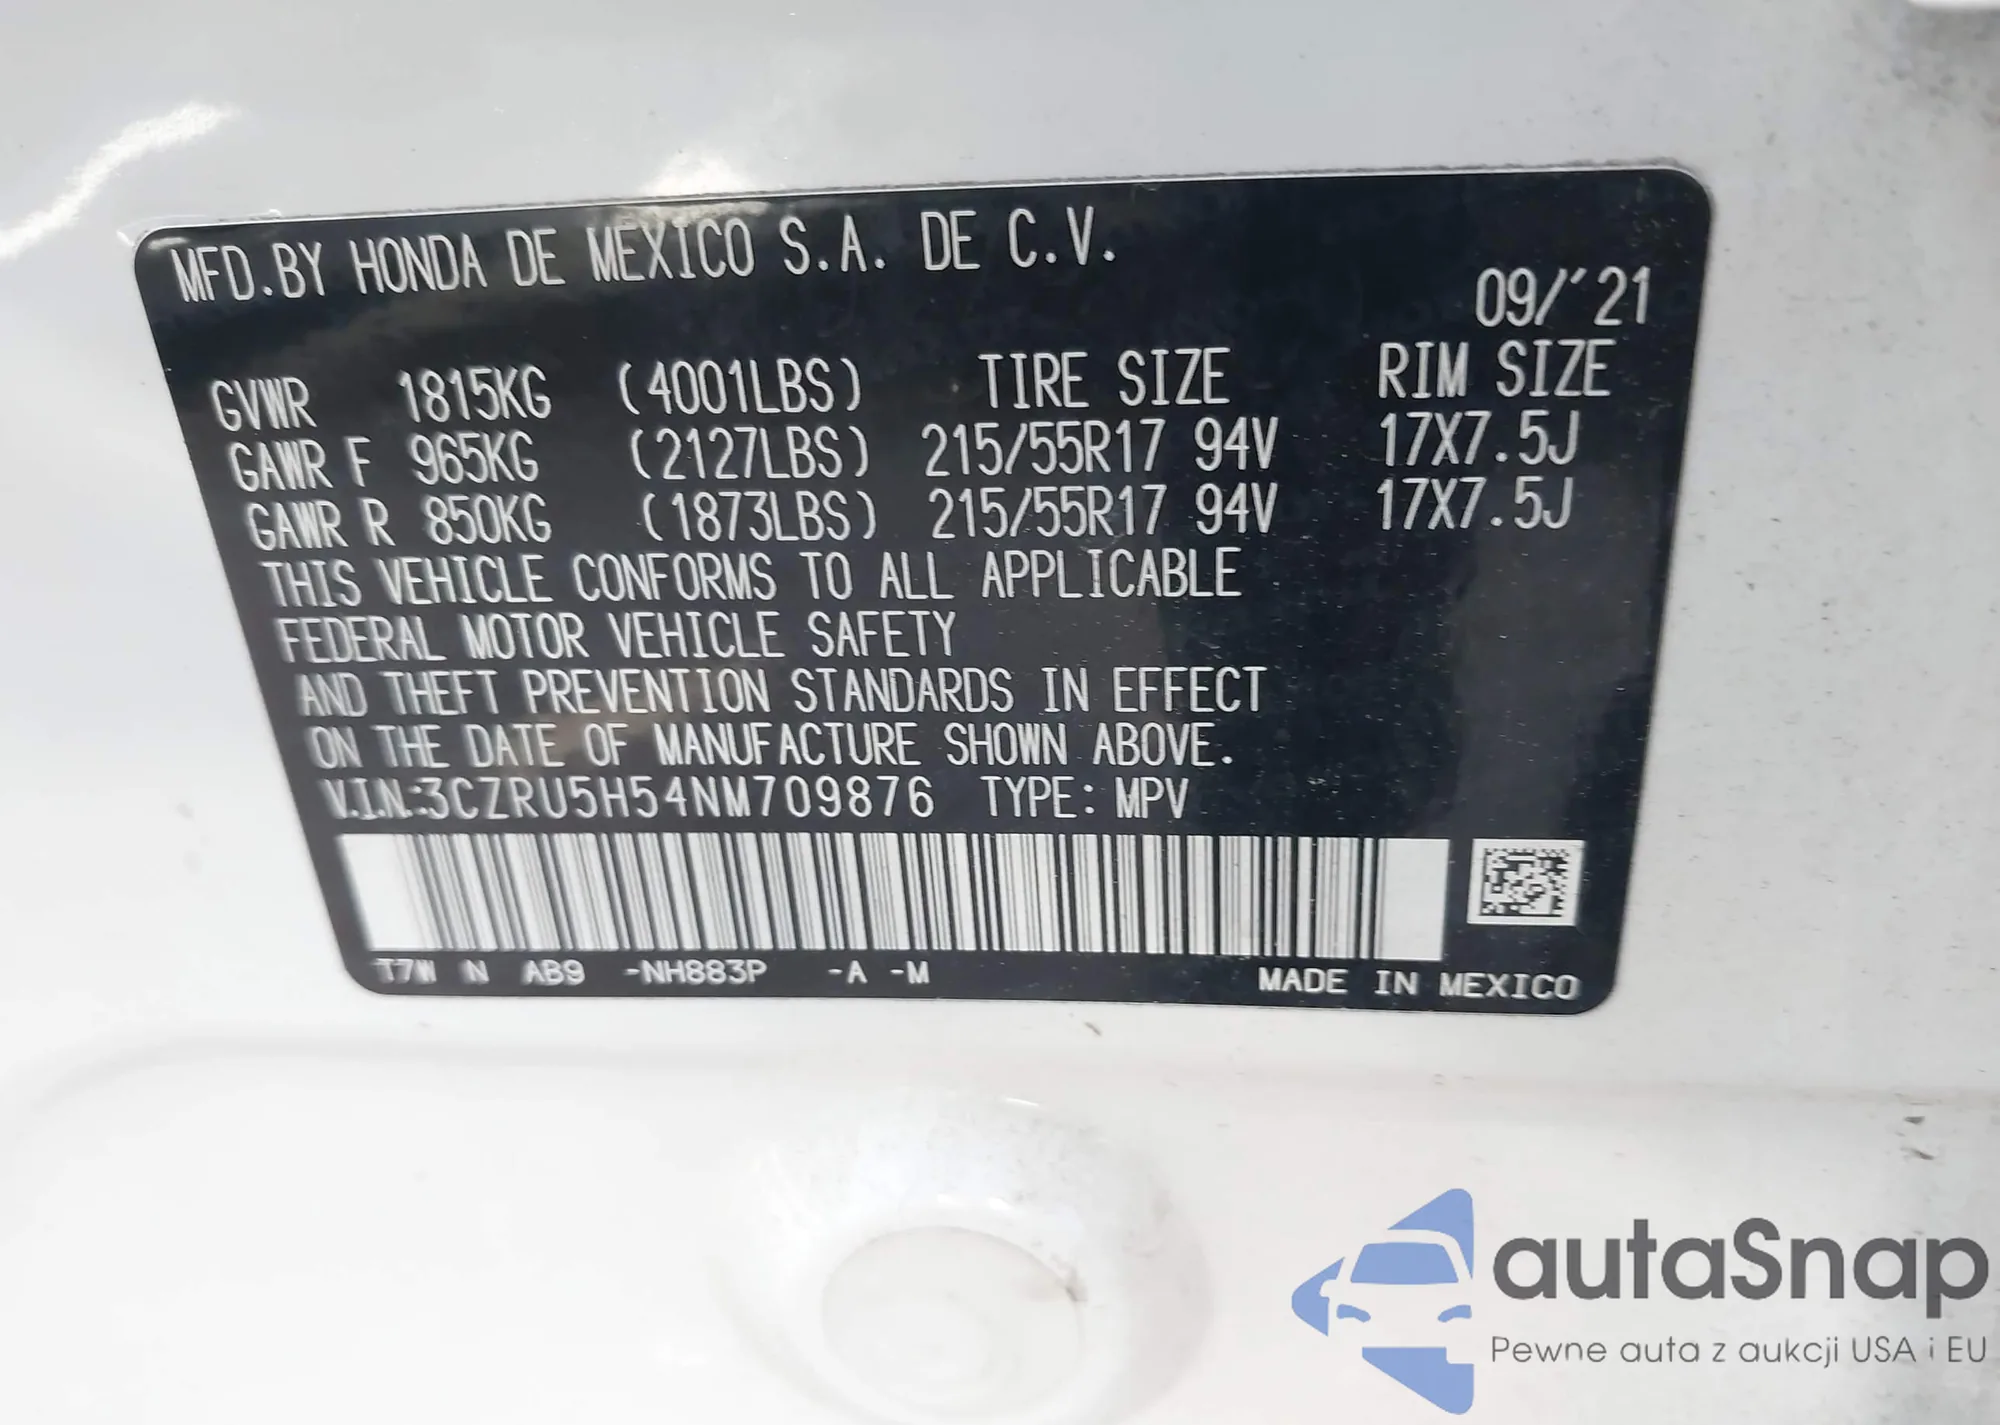 MFD.BY HONDA DE MEXICO S.A. DE C.V.
09/'21
GVWR 1815KG (4001LBS) TIRE SIZE RIM SIZE
GAWR F 965KG (2127LBS) 215/55R17 94V 17X7.5J
GAWR R 850KG (1873LBS) 215/55R17 94V 17X7.5J
THIS VEHICLE CONFORMS TO ALL APPLICABLE
FEDERAL MOTOR VEHICLE SAFETY
AND THEFT PREVENTION STANDARDS IN EFFECT
ON THE DATE OF MANUFACTURE SHOWN ABOVE.
V.I.N.:3CZRU5H54NM709876 TYPE: MPV
T7W N AB9 -NH883P -A -M MADE IN MEXICO
autaSnap
Pewne auta z aukcji USA i EU